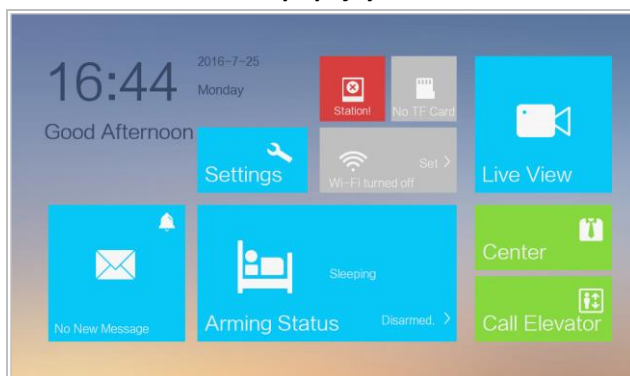 16:44
2016-7-25
Monday
Good Afternoon
Station!
No TF Card
Settings
Set >
Wi-Fi turned off
Live View
No New Message
Sleeping
Arming Status
Disarmed. >
Center
Call Elevator